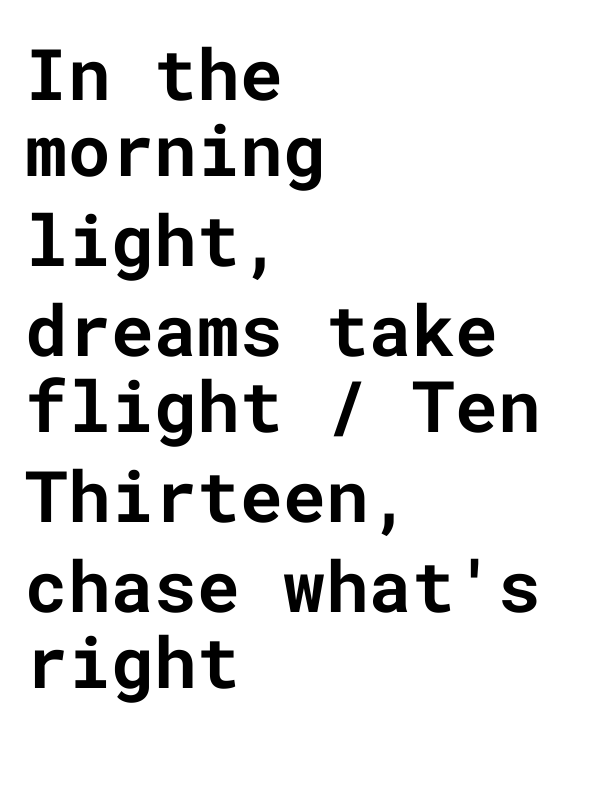 In the
morning
light,
dreams take
flight / Ten
Thirteen,
chase what's
right